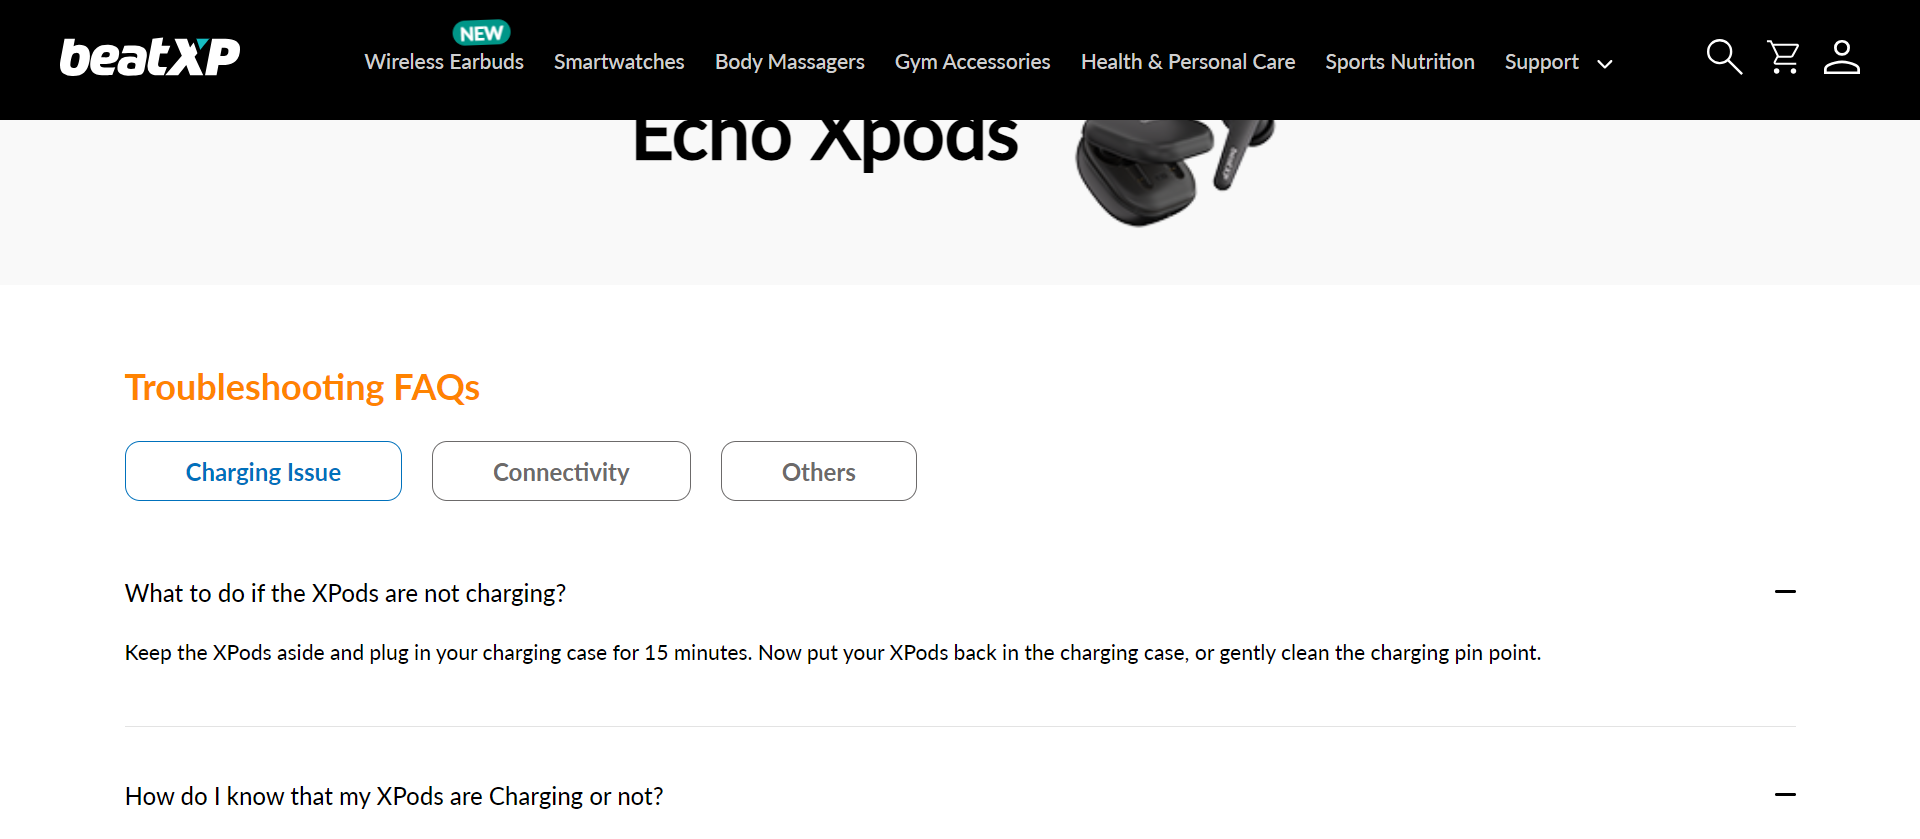 beatXP
NEW
Wireless Earbuds
Smartwatches
Body Massagers
Gym Accessories
Health & Personal Care
Sports Nutrition
Support
Echo Xpods
BeatXP
Troubleshooting FAQs
Charging Issue
Connectivity
Others
What to do if the XPods are not charging?
Keep the XPods aside and plug in your charging case for 15 minutes. Now put your XPods back in the charging case, or gently clean the charging pin point.
How do I know that my XPods are Charging or not?